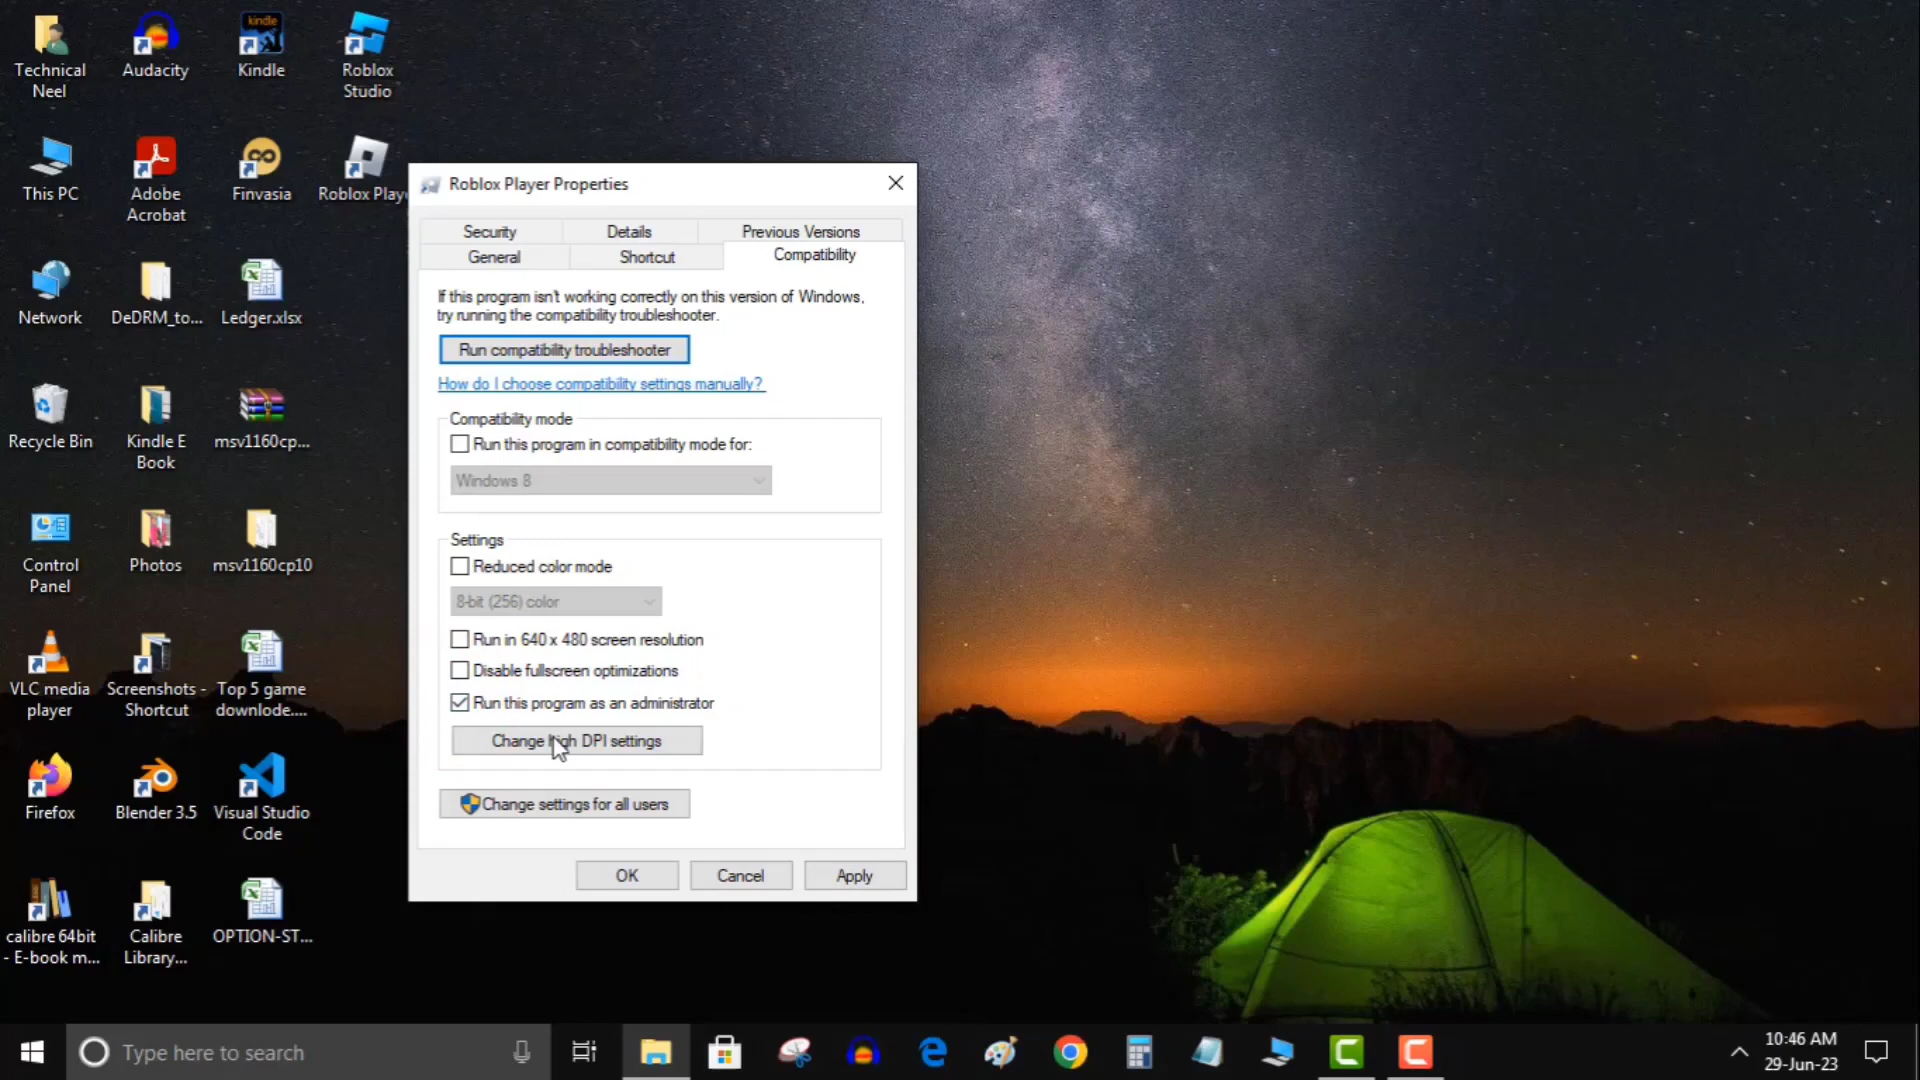 Technical
Neel
Audacity
Kindle
Roblox
Studio
This PC
Adobe
Acrobat
Finvasia
Roblox Play
Network
DeDRM_to...
Ledger.xlsx
Recycle Bin
Kindle E
Book
msv1160cp...
Control
Panel
Photos
msv1160cp10
VLC media
player
Screenshots -
Shortcut
Top 5 game
downlode....
Firefox
Blender 3.5
Visual Studio
Code
calibre 64bit
- E-book m...
Calibre
Library...
OPTION-ST...
kindle
Roblox Player Properties
Security
Details
Previous Versions
General
Shortcut
Compatibility
If this program isn't working correctly on this version of Windows,
try running the compatibility troubleshooter.
Run compatibility troubleshooter
How do I choose compatibility settings manually?
Compatibility mode
Run this program in compatibility mode for:
Windows 8
Settings
Reduced color mode
8-bit (256) color
Run in 640 x 480 screen resolution
Disable fullscreen optimizations
Run this program as an administrator
Change high DPI settings
Change settings for all users
OK
Cancel
Apply
Type here to search
10:46 AM
29-Jun-23